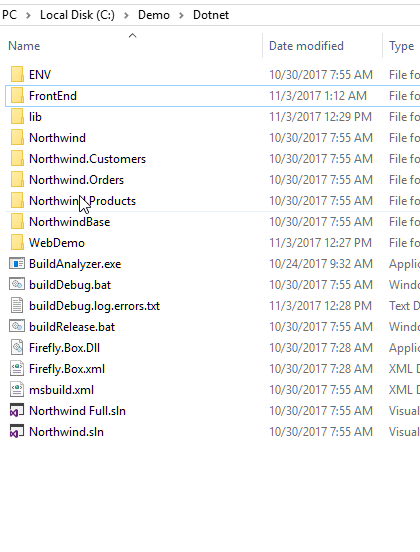 PC > Local Disk (C:) > Demo > Dotnet
Name Date modified Type
ENV 10/30/2017 7:55 AM File fo
FrontEnd 11/3/2017 1:12 AM File fo
lib 11/3/2017 12:29 PM File fo
Northwind 10/30/2017 7:55 AM File fo
Northwind.Customers 10/30/2017 7:55 AM File fo
Northwind.Orders 10/30/2017 7:55 AM File fo
Northwind.Products 10/30/2017 7:55 AM File fo
NorthwindBase 10/30/2017 7:55 AM File fo
WebDemo 11/3/2017 12:27 PM File fo
BuildAnalyzer.exe 10/24/2017 9:32 AM Applic
buildDebug.bat 10/30/2017 7:55 AM Windo
buildDebug.log.errors.txt 11/3/2017 12:28 PM Text D
buildRelease.bat 10/30/2017 7:55 AM Windo
Firefly.Box.Dll 10/30/2017 7:28 AM Applic
Firefly.Box.xml 10/30/2017 7:28 AM XML D
msbuild.xml 10/30/2017 7:55 AM XML D
Northwind Full.sln 10/30/2017 7:55 AM Visual
Northwind.sln 10/30/2017 7:55 AM Visual